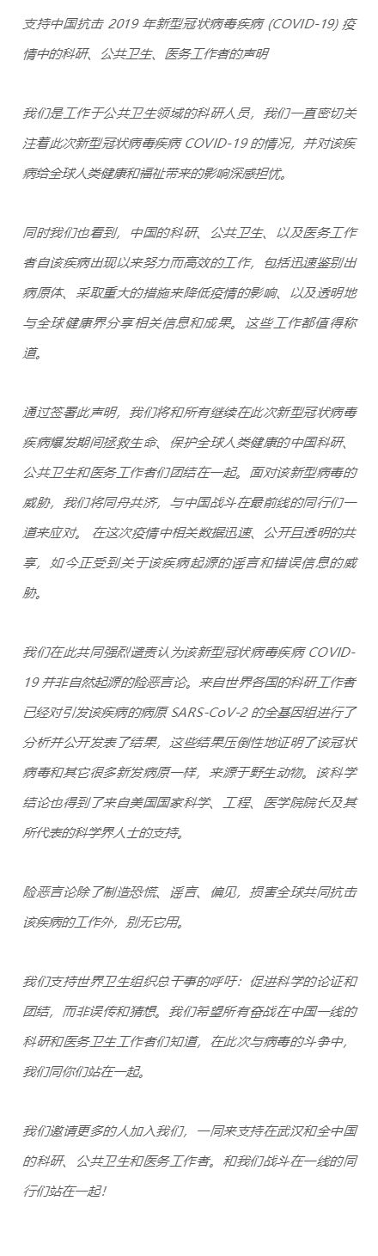 支持中国抗击 2019 年新型冠状病毒疾病 (COVID-19) 疫
情中的科研、公共卫生、医务工作者的声明
我们是工作于公共卫生领域的科研人员，我们一直密切关
注着此次新型冠状病毒疾病 COVID-19 的情况，并对该疾
病给全球人类健康和福祉带来的影响深感担忧。
同时我们也看到，中国的科研、公共卫生、以及医务工作
者自该疾病出现以来努力而高效的工作，包括迅速鉴别出
病原体、采取重大的措施来降低疫情的影响、以及透明地
与全球健康界分享相关信息和成果。这些工作都值得称
道。
通过签署此声明，我们将和所有继续在此次新型冠状病毒
疾病爆发期间拯救生命、保护全球人类健康的中国科研、
公共卫生和医务工作者们团结在一起。面对该新型病毒的
威胁，我们将同舟共济，与中国战斗在最前线的同行们一
道来应对。 在这次疫情中相关数据迅速、公开且透明的共
享，如今正受到关于该疾病起源的谣言和错误信息的威
胁。
我们在此共同强烈谴责认为该新型冠状病毒疾病 COVID-
19 并非自然起源的险恶言论。来自世界各国的科研工作者
已经对引发该疾病的病原 SARS-CoV-2 的全基因组进行了
分析并公开发表了结果，这些结果压倒性地证明了该冠状
病毒和其它很多新发病原一样，来源于野生动物。该科学
结论也得到了来自美国国家科学、工程、医学院院长及其
所代表的科学界人士的支持。
险恶言论除了制造恐慌、谣言、偏见，损害全球共同抗击
该疾病的工作外，别无它用。
我们支持世界卫生组织总干事的呼吁：促进科学的论证和
团结，而非误传和猜想。我们希望所有奋战在中国一线的
科研和医务卫生工作者们知道，在此次与病毒的斗争中，
我们同你们站在一起。
我们邀请更多的人加入我们，一同来支持在武汉和全中国
的科研、公共卫生和医务工作者。和我们战斗在一线的同
行们站在一起！